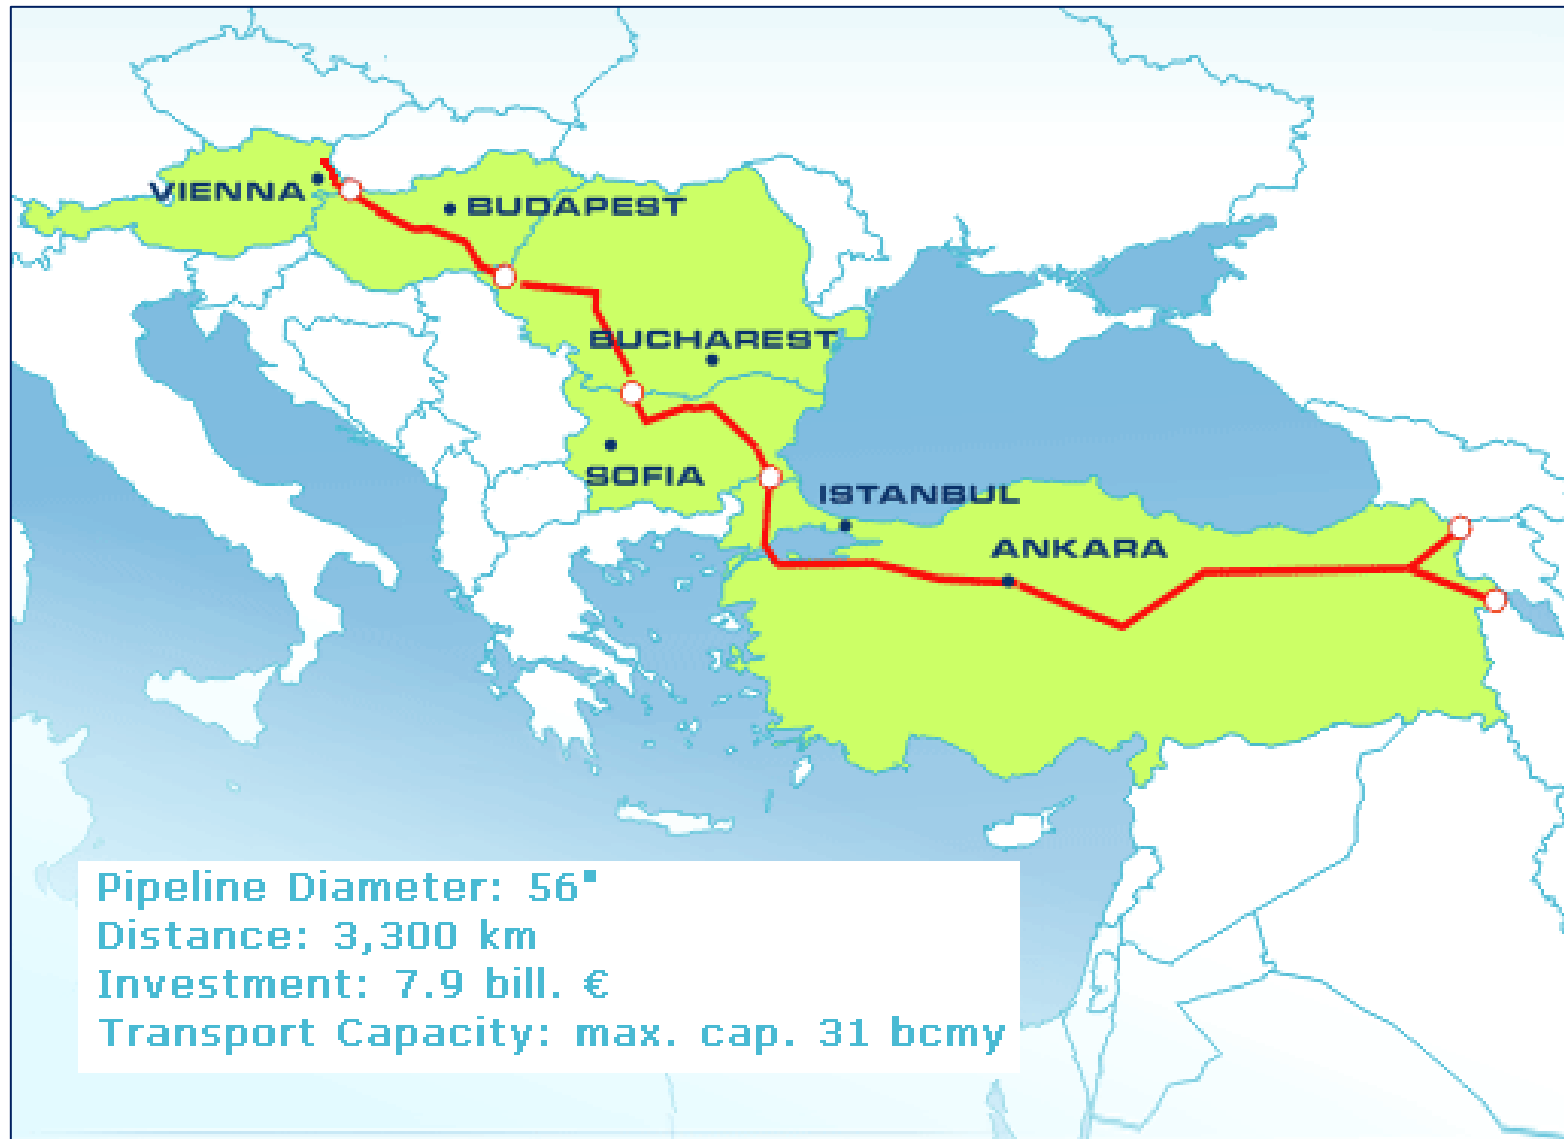 VIENNA
BUDAPEST
BUCHAREST
SOFIA
ISTANBUL
ANKARA
Pipeline Diameter: 56"
Distance: 3,300 km
Investment: 7.9 bill. €
Transport Capacity: max. cap. 31 bcmy